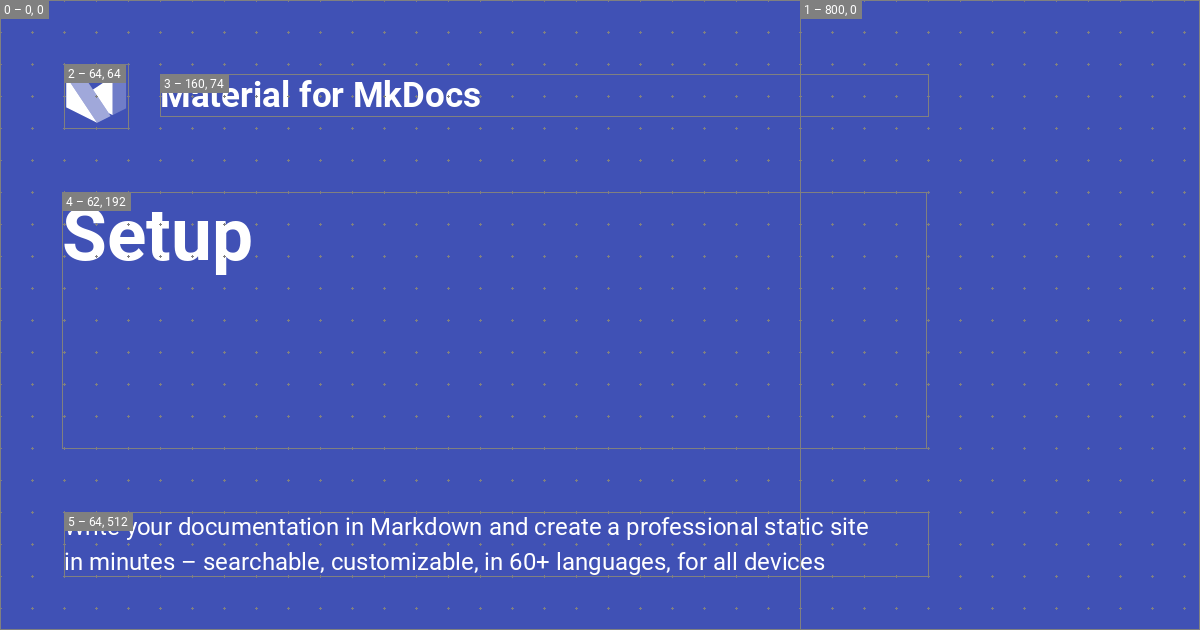 0 – 0, 0
1 – 800, 0
2 – 64, 64
3 – 160, 74
Material for MkDocs
4 – 62, 192
Setup
5 – 64, 512
Write your documentation in Markdown and create a professional static site
in minutes – searchable, customizable, in 60+ languages, for all devices